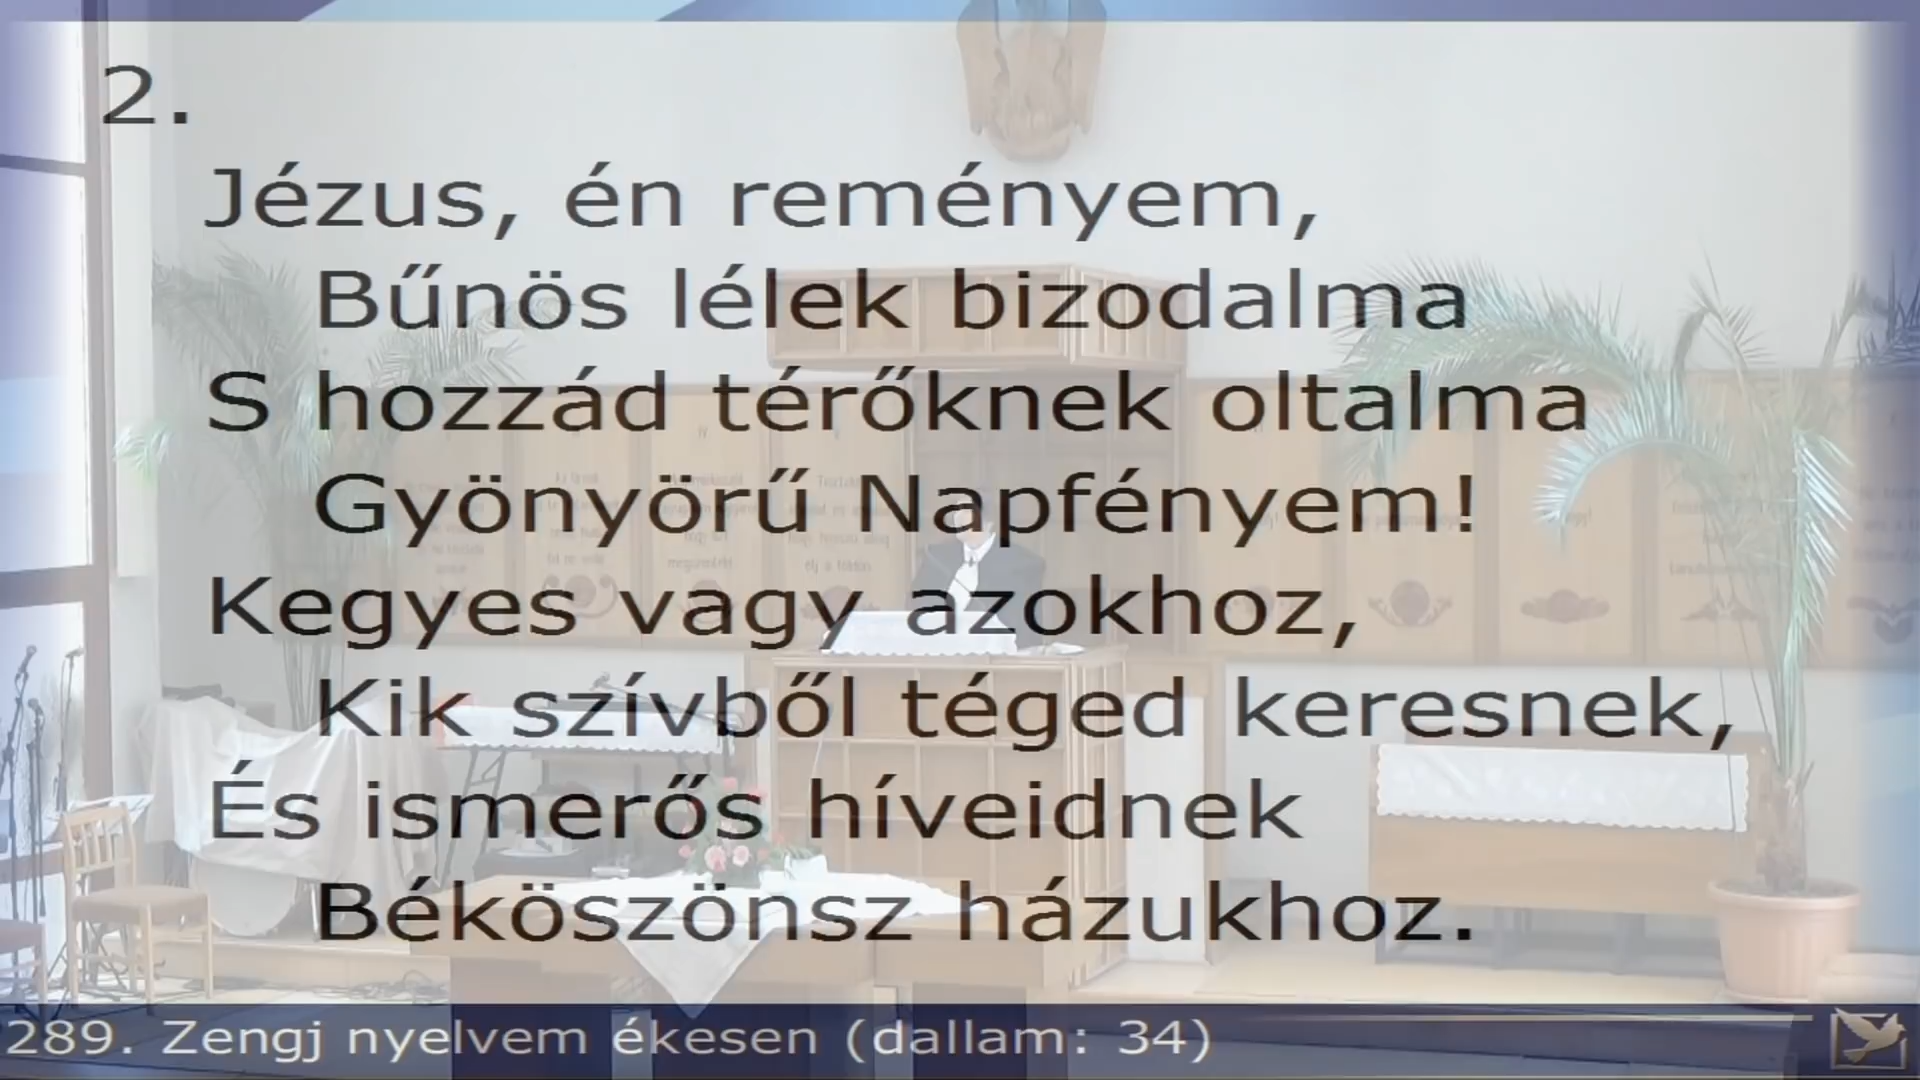 2.
Jézus, én reményem,
Bűnös lélek bizodalma
S hozzád térőknek oltalma
Gyönyörű Napfényem!
Kegyes vagy azokhoz,
Kik szívből téged keresnek,
És ismerős híveidnek
Béköszönsz házukhoz.
289. Zengj nyelvem ékesen (dallam: 34)